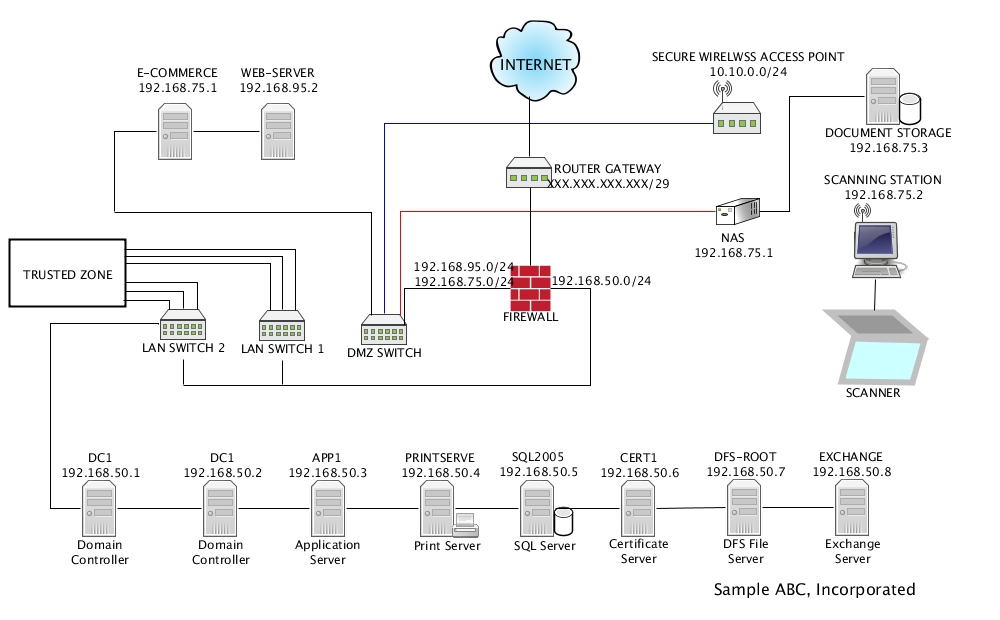 INTERNET
SECURE WIRELWSS ACCESS POINT
10.10.0.0/24
E-COMMERCE
192.168.75.1
WEB-SERVER
192.168.95.2
DOCUMENT STORAGE
192.168.75.3
ROUTER GATEWAY
XXX.XXX.XXX.XXX/29
SCANNING STATION
192.168.75.2
NAS
192.168.75.1
TRUSTED ZONE
192.168.95.0/24
192.168.75.0/24
192.168.50.0/24
FIREWALL
LAN SWITCH 2
LAN SWITCH 1
DMZ SWITCH
SCANNER
DC1
192.168.50.1
Domain
Controller
DC1
192.168.50.2
Domain
Controller
APP1
192.168.50.3
Application
Server
PRINTSERVE
192.168.50.4
Print Server
SQL2005
192.168.50.5
SQL Server
CERT1
192.168.50.6
Certificate
Server
DFS-ROOT
192.168.50.7
DFS File
Server
EXCHANGE
192.168.50.8
Exchange
Server
Sample ABC, Incorporated